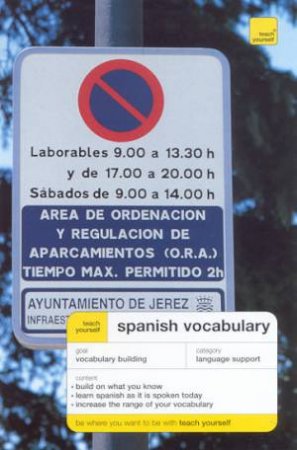 teach
yourself
Laborables 9.00 a 13.30 h
y de 17.00 a 20.00 h
Sábados de 9.00 a 14.00 h
AREA DE ORDENACION
Y REGULACION DE
APARCAMIENTOS (O.R.A.)
TIEMPO MAX. PERMITIDO 2h
AYUNTAMIENTO DE JEREZ
teach
yourself
spanish vocabulary
goal
vocabulary building
category
language support
content
• build on what you know
• learn spanish as it is spoken today
• increase the range of your vocabulary
be where you want to be with teach yourself